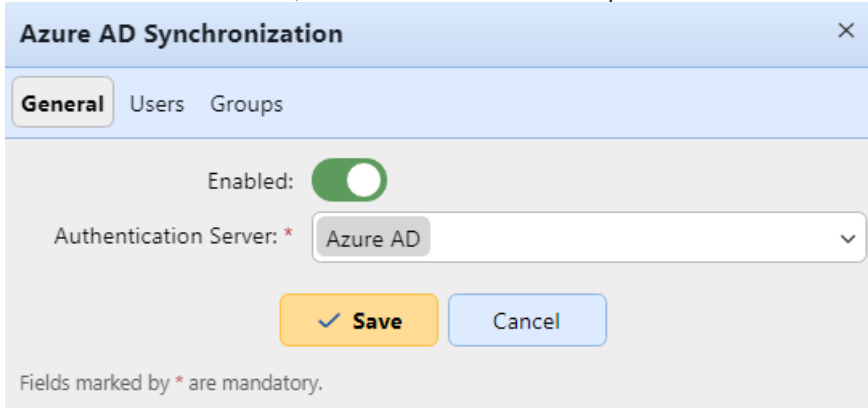 Azure AD Synchronization
General Users Groups
Enabled:
Authentication Server: * Azure AD
Save Cancel
Fields marked by * are mandatory.